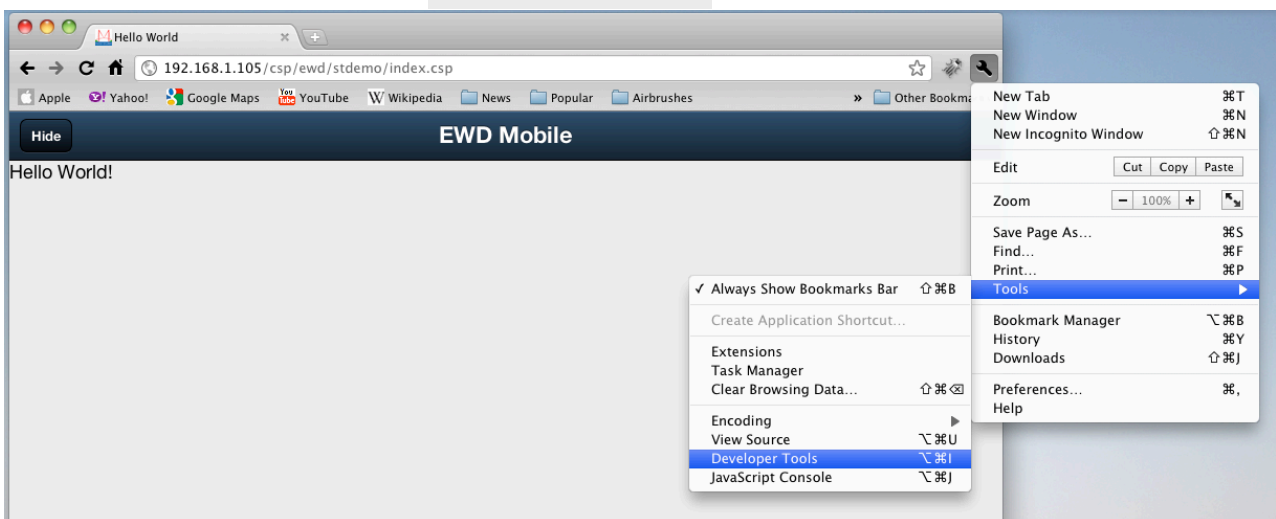 Hello World
192.168.1.105/csp/ewd/stdemo/index.csp
Apple Yahoo! Google Maps You Tube YouTube W Wikipedia News Popular Airbrushes » Other Bookma
Hide EWD Mobile
Hello World!
New Tab ⌘T
New Window ⌘N
New Incognito Window ⇧⌘N
Edit Cut Copy Paste
Zoom − 100% +
Save Page As... ⌘S
Find... ⌘F
Print... ⌘P
Tools ▶
Bookmark Manager ⌥⌘B
History ⌘Y
Downloads ⇧⌘J
Preferences... ⌘,
Help
✓ Always Show Bookmarks Bar ⇧⌘B
Create Application Shortcut...
Extensions
Task Manager
Clear Browsing Data... ⇧⌘⌫
Encoding ▶
View Source ⌥⌘U
Developer Tools ⌥⌘I
JavaScript Console ⌥⌘J